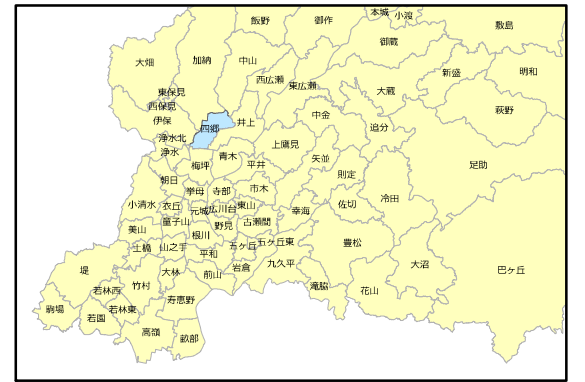 本城
小渡
飯野
御作
敷島
御蔵
大畑
加納
中山
新盛
明和
西広瀬
東広瀬
大蔵
東保見
西保見
萩野
伊保
四郷
井上
中金
追分
浄水北
浄水
上鷹見
青木
矢並
梅坪
平井
足助
朝日
則定
挙母
寺部
市木
冷田
小清水
衣丘
元城
広川台
東山
幸海
佐切
童子山
古瀬間
美山
野見
根川
土橋
山之手
五ヶ丘
五ヶ丘東
豊松
平和
堤
大林
前山
岩倉
九久平
大沼
巴ケ丘
若林西
竹村
滝脇
花山
寿恵野
駒場
若園
若林東
高嶺
畝部